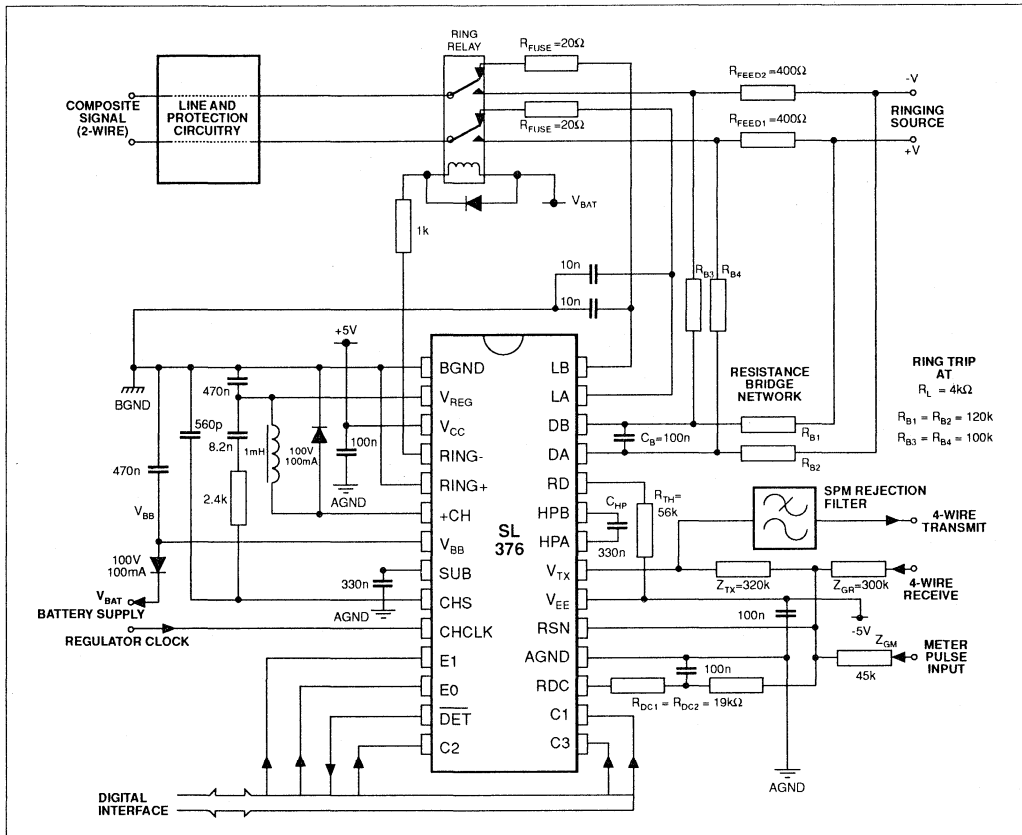 RING
RELAY
R_FUSE =20Ω
R_FUSE =20Ω
R_FEED2 =400Ω
-V
RINGING
SOURCE
R_FEED1 =400Ω
+V
COMPOSITE
SIGNAL
(2-WIRE)
LINE AND
PROTECTION
CIRCUITRY
V_BAT
1k
10n
10n
R_B3
R_B4
+5V
BGND
470n
560p
8.2n
1mH
100V
100mA
100n
AGND
470n
2.4k
V_BB
100V
100mA
V_BAT
BATTERY SUPPLY
330n
AGND
REGULATOR CLOCK
SL
376
BGND
V_REG
V_CC
RING-
RING+
+CH
V_BB
SUB
CHS
CHCLK
E1
E0
DET
C2
LB
LA
DB
DA
RD
HPB
HPA
V_TX
V_EE
RSN
AGND
RDC
C1
C3
RESISTANCE
BRIDGE
NETWORK
C_B = 100n
R_B1
R_B2
RING TRIP
AT
R_L = 4kΩ
R_B1 = R_B2 = 120k
R_B3 = R_B4 = 100k
C_HP
330n
R_TH =
56k
SPM REJECTION
FILTER
4-WIRE
TRANSMIT
Z_TX =320k
Z_GR =300k
4-WIRE
RECEIVE
100n
-5V
Z_GM
45k
METER
PULSE
INPUT
100n
R_DC1 = R_DC2 = 19kΩ
AGND
DIGITAL
INTERFACE